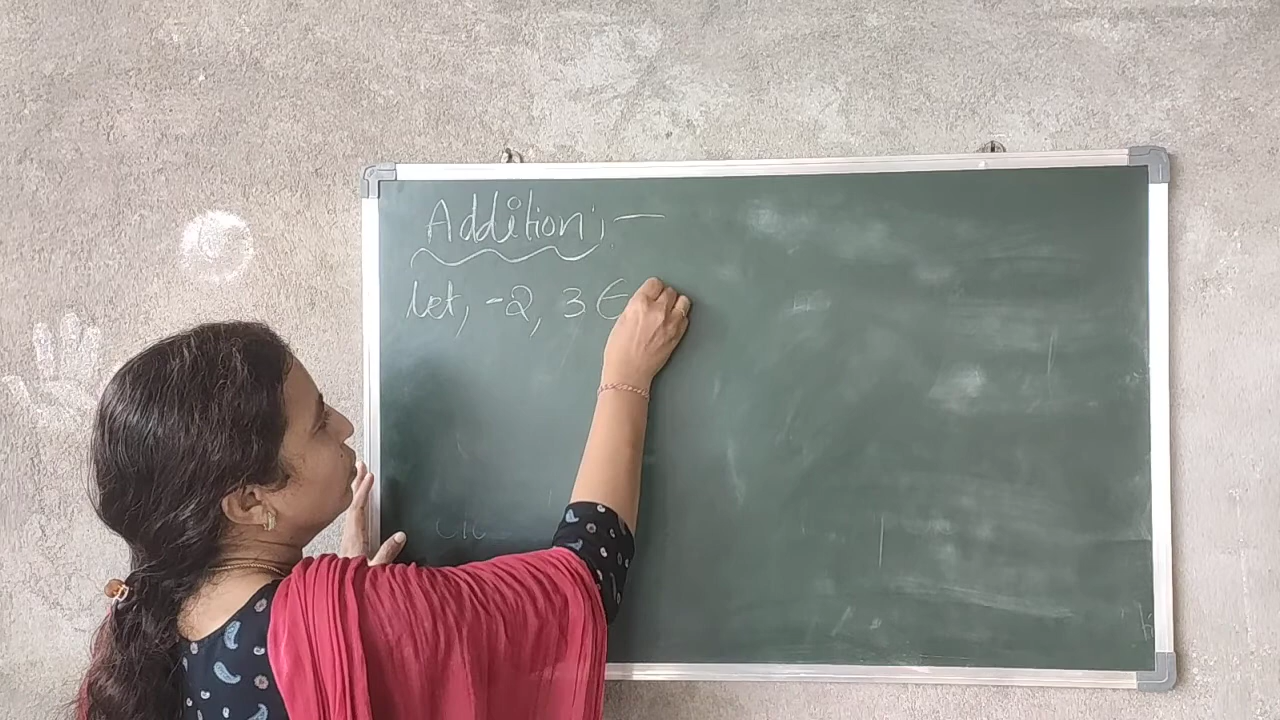 Addition; —
let, -2, 3 ∈